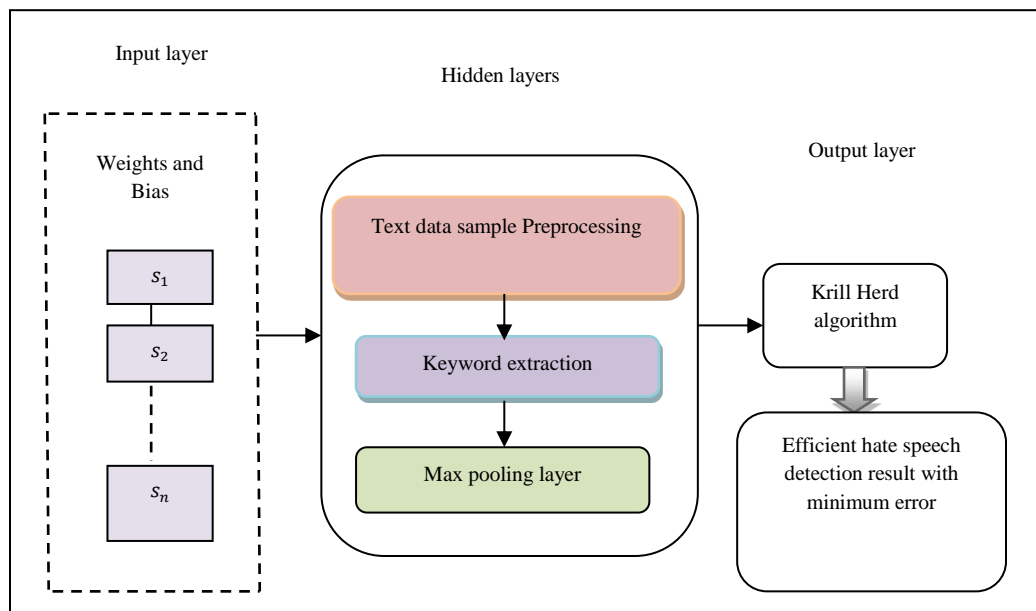 Input layer
Weights and
Bias
s₁
s₂
sₙ
Hidden layers
Text data sample Preprocessing
Keyword extraction
Max pooling layer
Output layer
Krill Herd
algorithm
Efficient hate speech
detection result with
minimum error